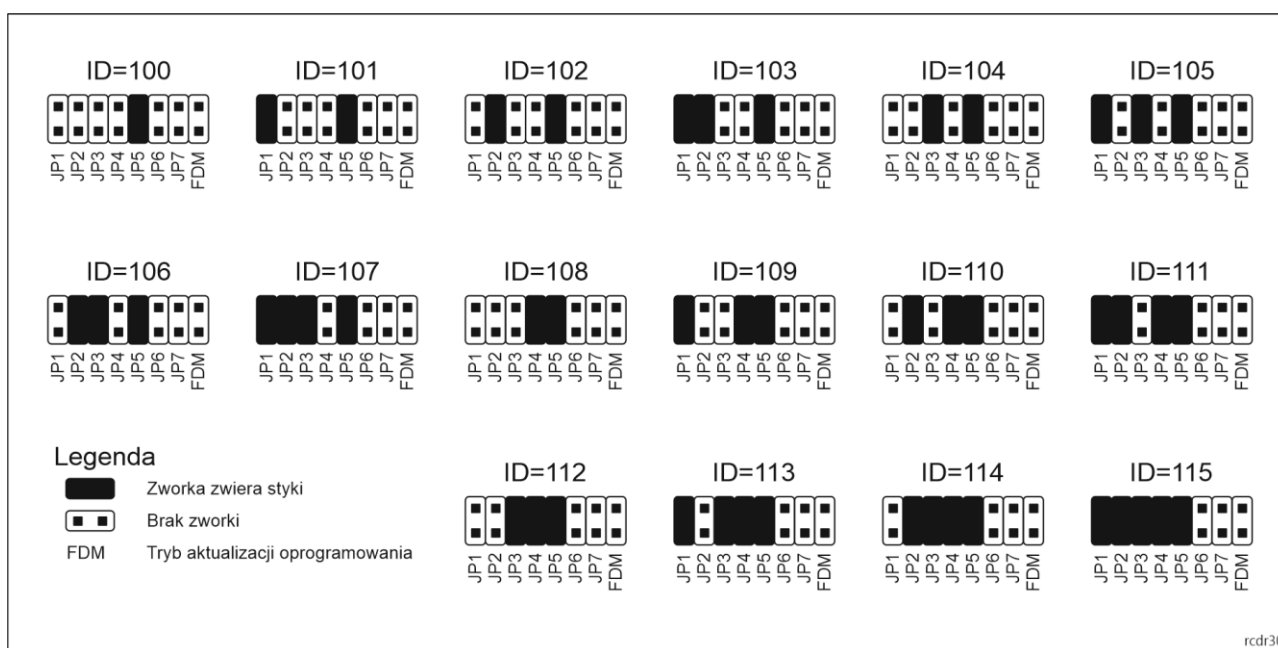 ID=100 ID=101 ID=102 ID=103 ID=104 ID=105
JP1 JP2 JP3 JP4 JP5 JP6 JP7 FDM JP1 JP2 JP3 JP4 JP5 JP6 JP7 FDM JP1 JP2 JP3 JP4 JP5 JP6 JP7 FDM JP1 JP2 JP3 JP4 JP5 JP6 JP7 FDM JP1 JP2 JP3 JP4 JP5 JP6 JP7 FDM JP1 JP2 JP3 JP4 JP5 JP6 JP7 FDM
ID=106 ID=107 ID=108 ID=109 ID=110 ID=111
JP1 JP2 JP3 JP4 JP5 JP6 JP7 FDM JP1 JP2 JP3 JP4 JP5 JP6 JP7 FDM JP1 JP2 JP3 JP4 JP5 JP6 JP7 FDM JP1 JP2 JP3 JP4 JP5 JP6 JP7 FDM JP1 JP2 JP3 JP4 JP5 JP6 JP7 FDM JP1 JP2 JP3 JP4 JP5 JP6 JP7 FDM
Legenda
Zworka zwiera styki
Brak zworki
FDM Tryb aktualizacji oprogramowania
ID=112 ID=113 ID=114 ID=115
JP1 JP2 JP3 JP4 JP5 JP6 JP7 FDM JP1 JP2 JP3 JP4 JP5 JP6 JP7 FDM JP1 JP2 JP3 JP4 JP5 JP6 JP7 FDM JP1 JP2 JP3 JP4 JP5 JP6 JP7 FDM